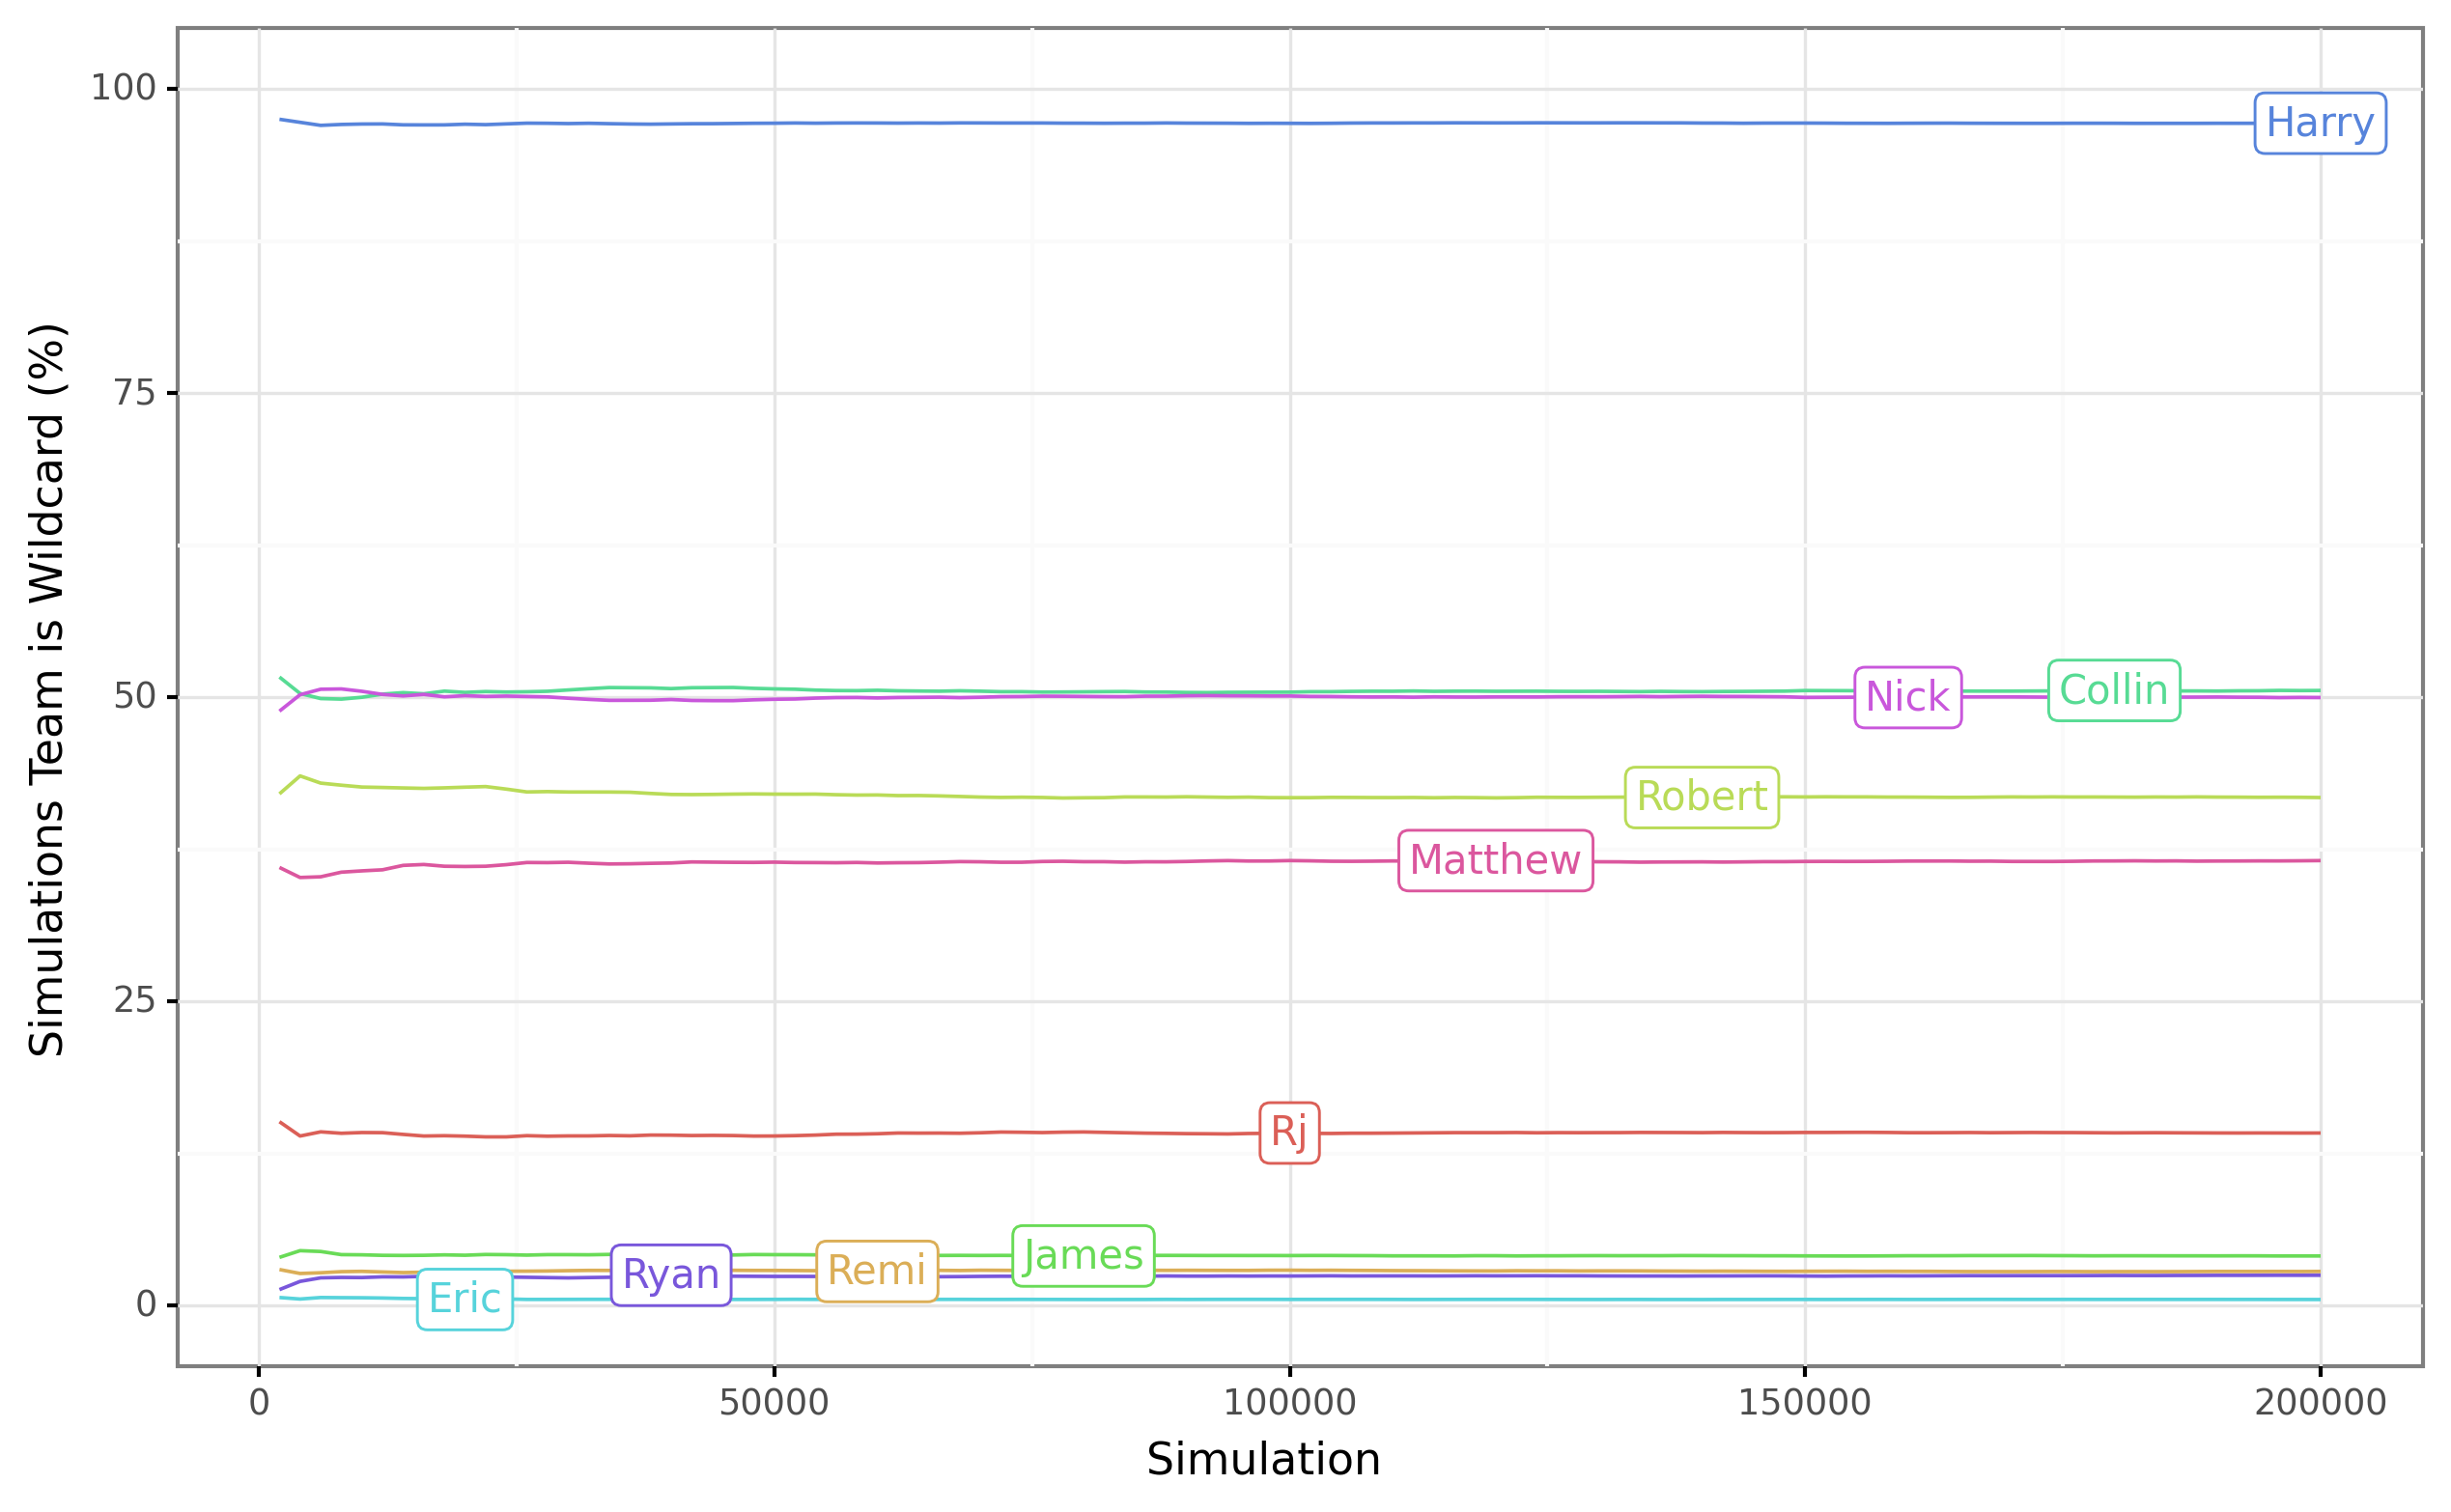 Simulations Team is Wildcard (%)
100
75
50
25
0
Harry
Collin
Nick
Robert
Matthew
Rj
James
Remi
Ryan
Eric
0
50000
100000
150000
200000
Simulation